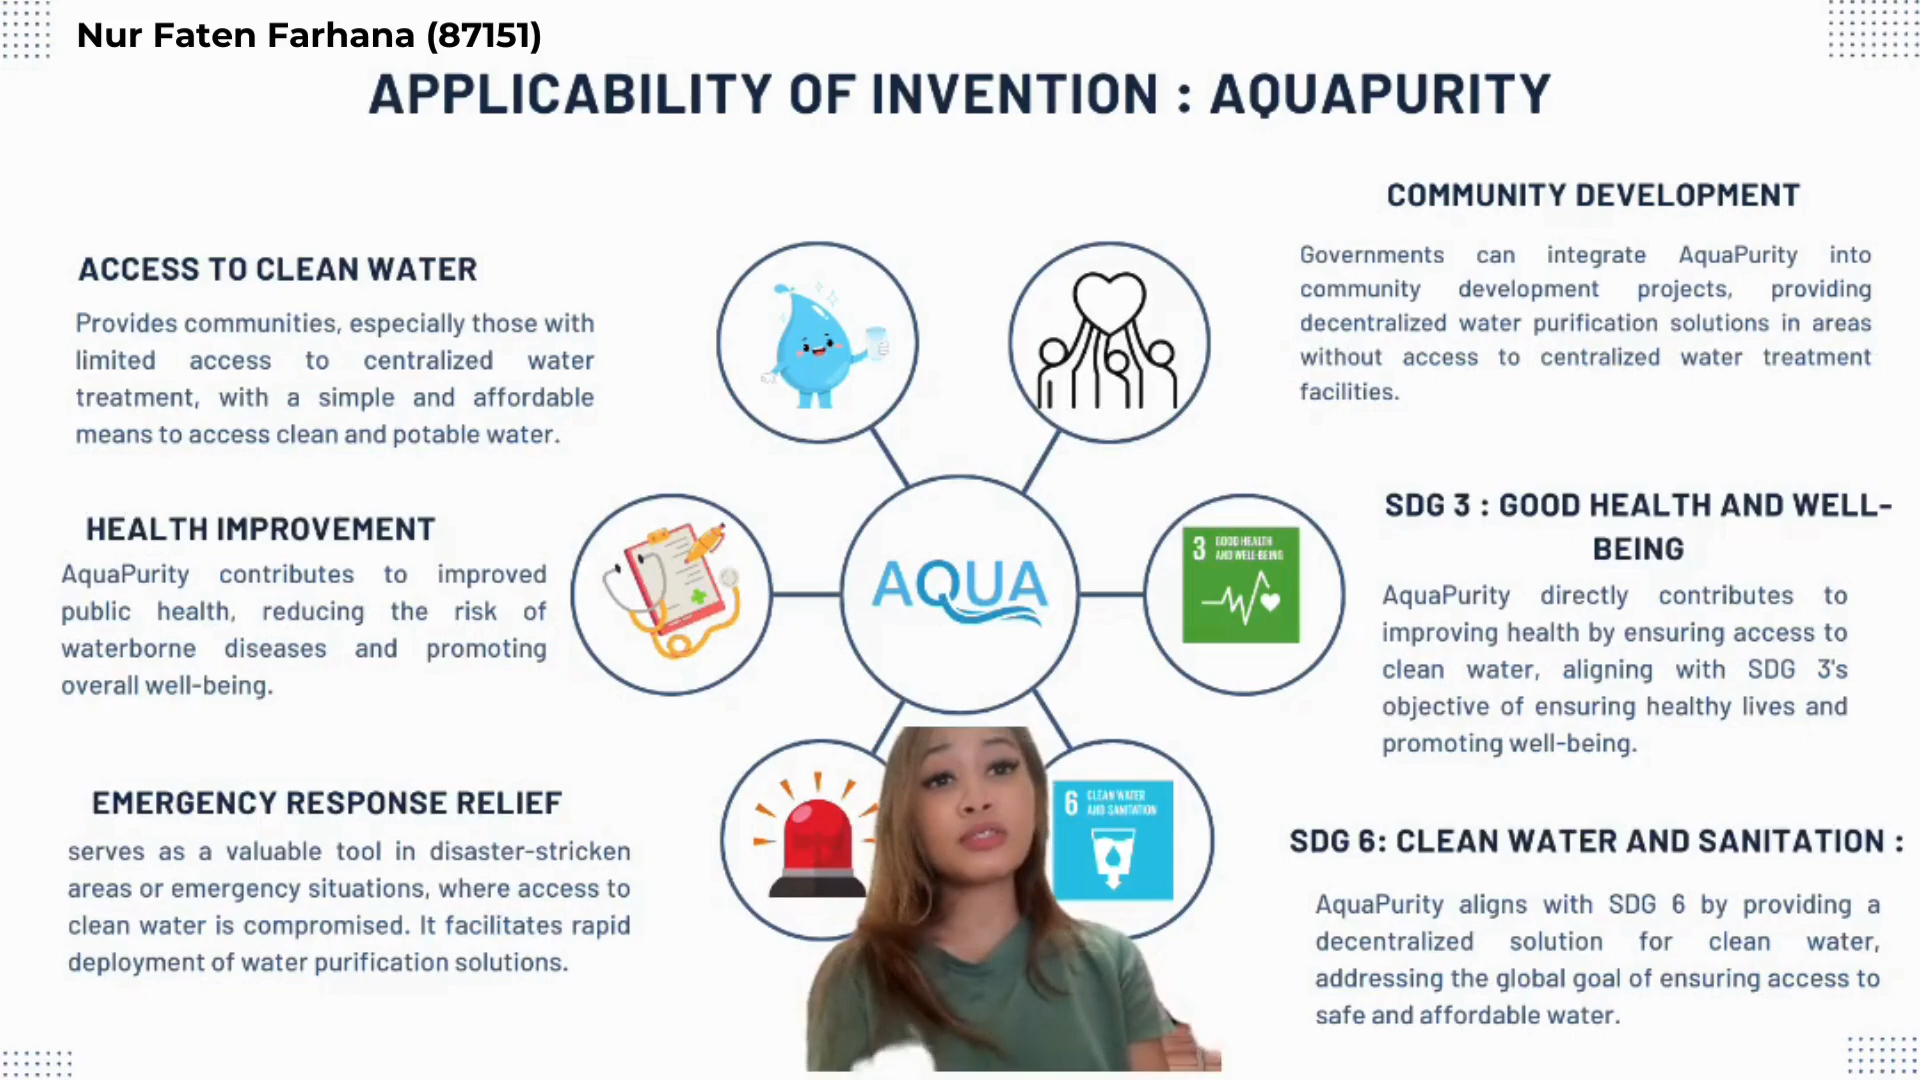 Nur Faten Farhana (87151)
APPLICABILITY OF INVENTION : AQUAPURITY
ACCESS TO CLEAN WATER
Provides communities, especially those with
limited access to centralized water
treatment, with a simple and affordable
means to access clean and potable water.
HEALTH IMPROVEMENT
AquaPurity contributes to improved
public health, reducing the risk of
waterborne diseases and promoting
overall well-being.
EMERGENCY RESPONSE RELIEF
serves as a valuable tool in disaster-stricken
areas or emergency situations, where access to
clean water is compromised. It facilitates rapid
deployment of water purification solutions.
AQUA
3 GOOD HEALTH
AND WELL-BEING
6 CLEAN WATER
AND SANITATION
COMMUNITY DEVELOPMENT
Governments can integrate AquaPurity into
community development projects, providing
decentralized water purification solutions in areas
without access to centralized water treatment
facilities.
SDG 3 : GOOD HEALTH AND WELL-
BEING
AquaPurity directly contributes to
improving health by ensuring access to
clean water, aligning with SDG 3's
objective of ensuring healthy lives and
promoting well-being.
SDG 6: CLEAN WATER AND SANITATION :
AquaPurity aligns with SDG 6 by providing a
decentralized solution for clean water,
addressing the global goal of ensuring access to
safe and affordable water.